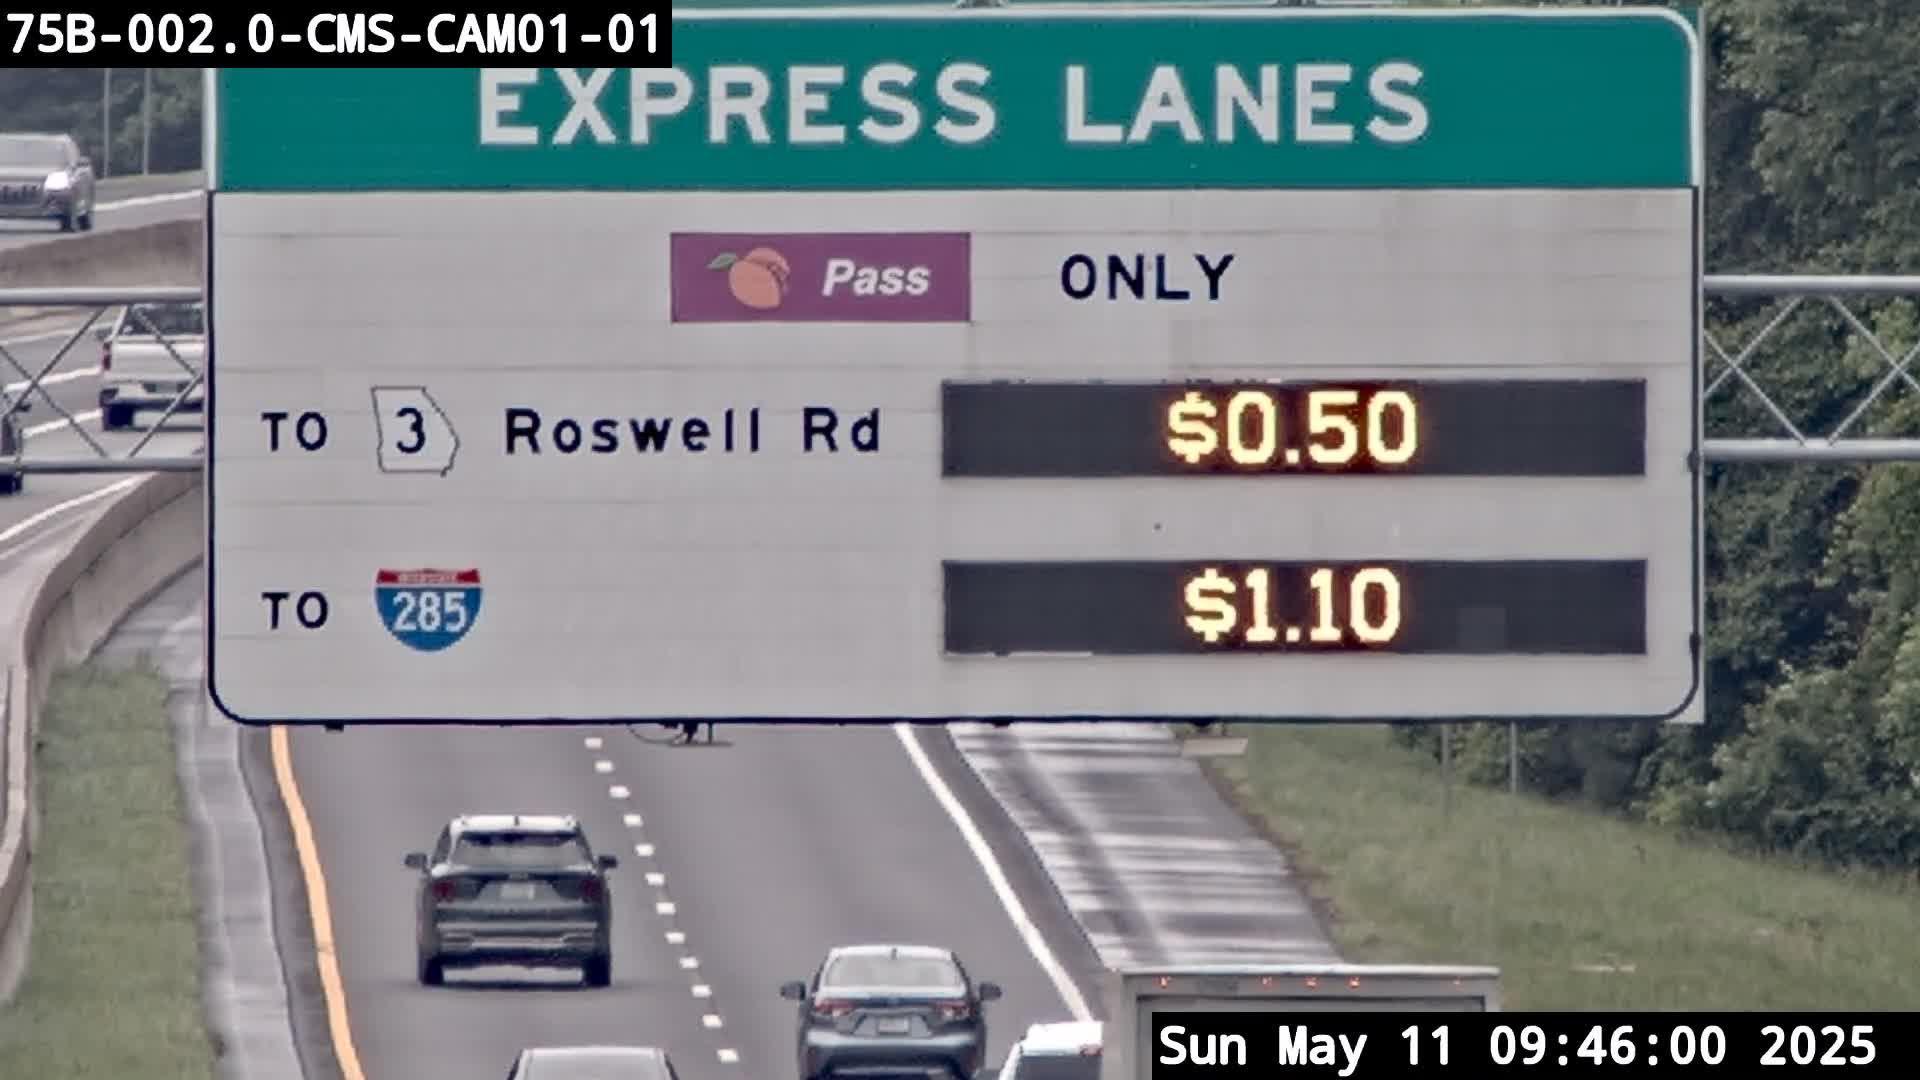 75B-002.0-CMS-CAM01-01
EXPRESS LANES
Pass ONLY
TO 3 Roswell Rd $0.50
TO 285 $1.10
Sun May 11 09:46:00 2025